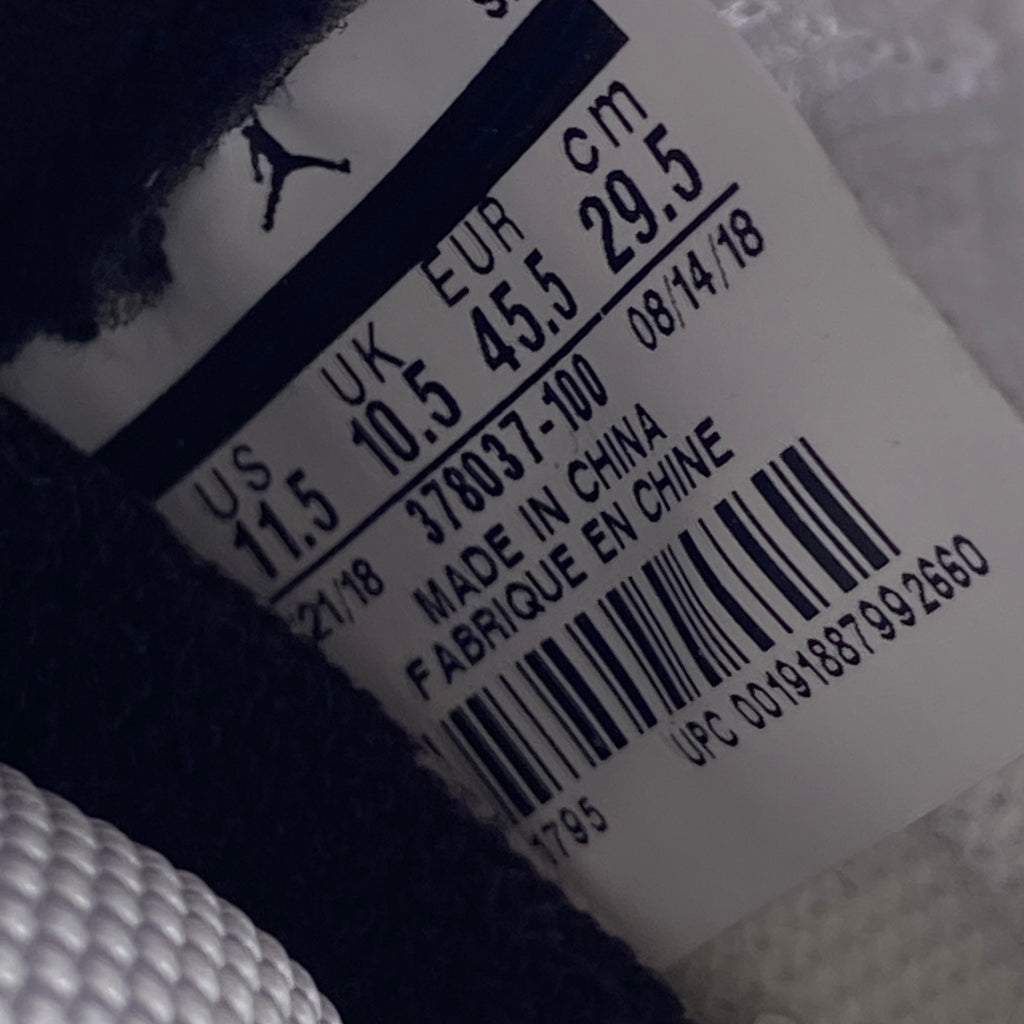 US UK EUR cm
11.5 10.5 45.5 29.5
21/18 378037-100 08/14/18
MADE IN CHINA
FABRIQUE EN CHINE
UPC 00191887992660
1795